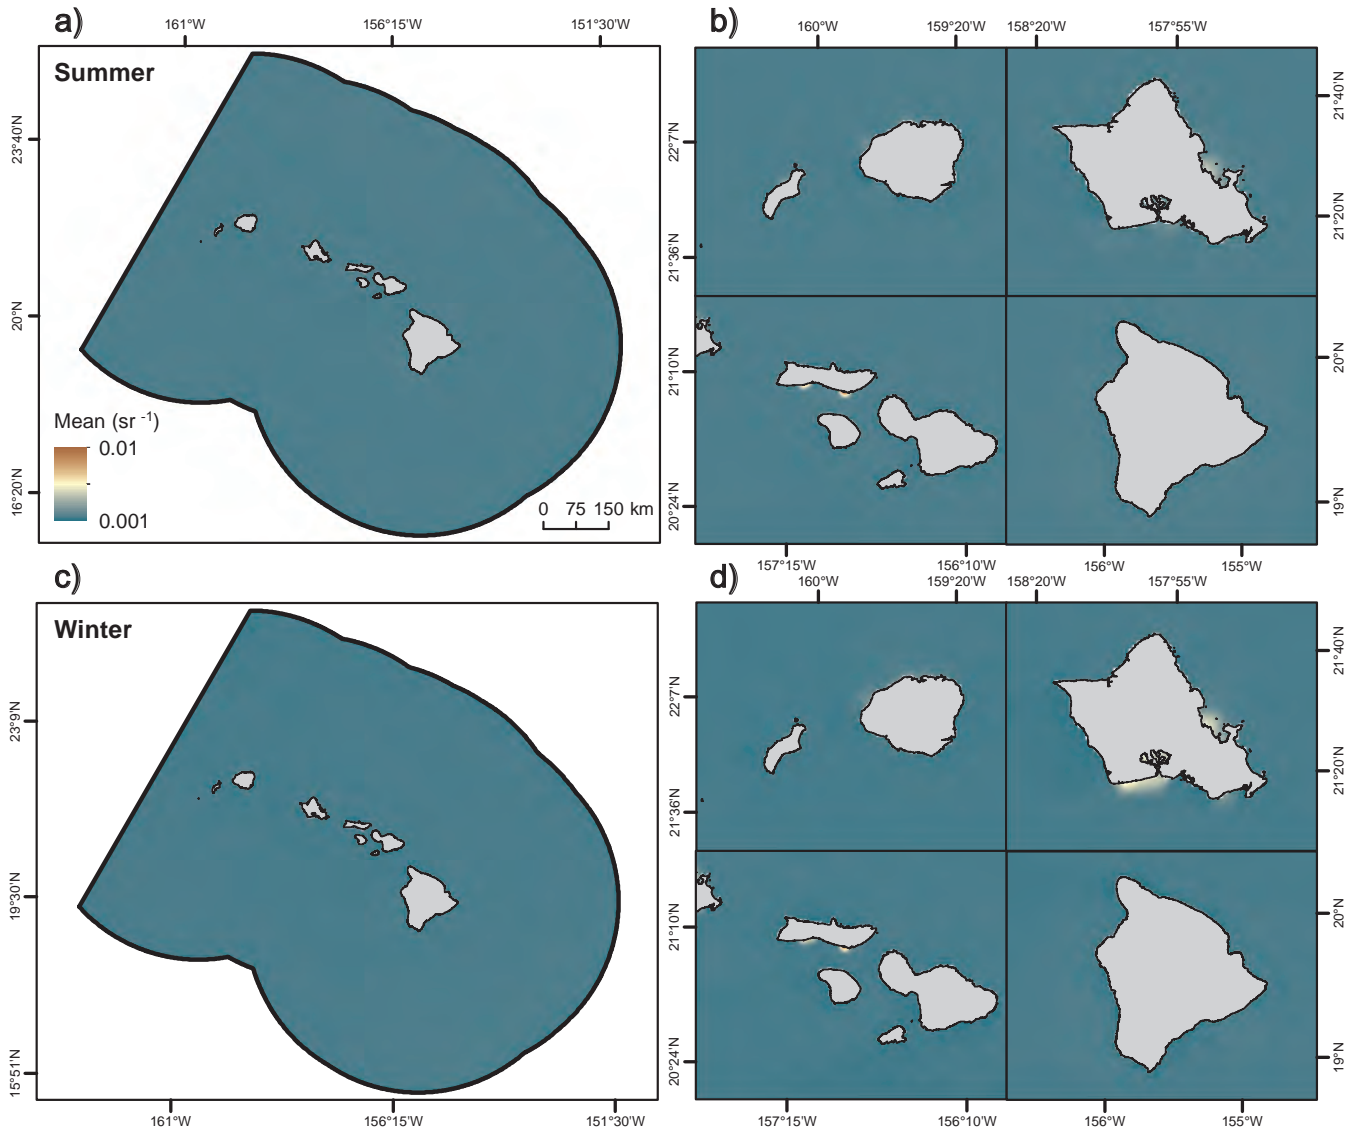 a)
161°W 156°15'W 151°30'W
Summer
23°40'N
20°N
16°20'N
Mean (sr -1)
0.01
0.001
0 75 150 km
b)
160°W 159°20'W 158°20'W 157°55'W
22°7'N
21°36'N
21°40'N
21°20'N
21°10'N
20°24'N
20°N
19°N
157°15'W 156°10'W 156°W 155°W
c)
Winter
23°9'N
19°30'N
15°51'N
161°W 156°15'W 151°30'W
d)
160°W 159°20'W 158°20'W 157°55'W
22°7'N
21°36'N
21°40'N
21°20'N
21°10'N
20°24'N
20°N
19°N
157°15'W 156°10'W 156°W 155°W